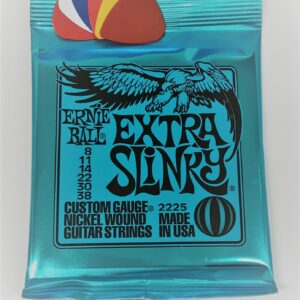 ERNIE
BALL®
EXTRA
SLINKY®
8
11
14
22
30
38
CUSTOM GAUGE®
NICKEL WOUND
GUITAR STRINGS
2225
MADE
IN USA